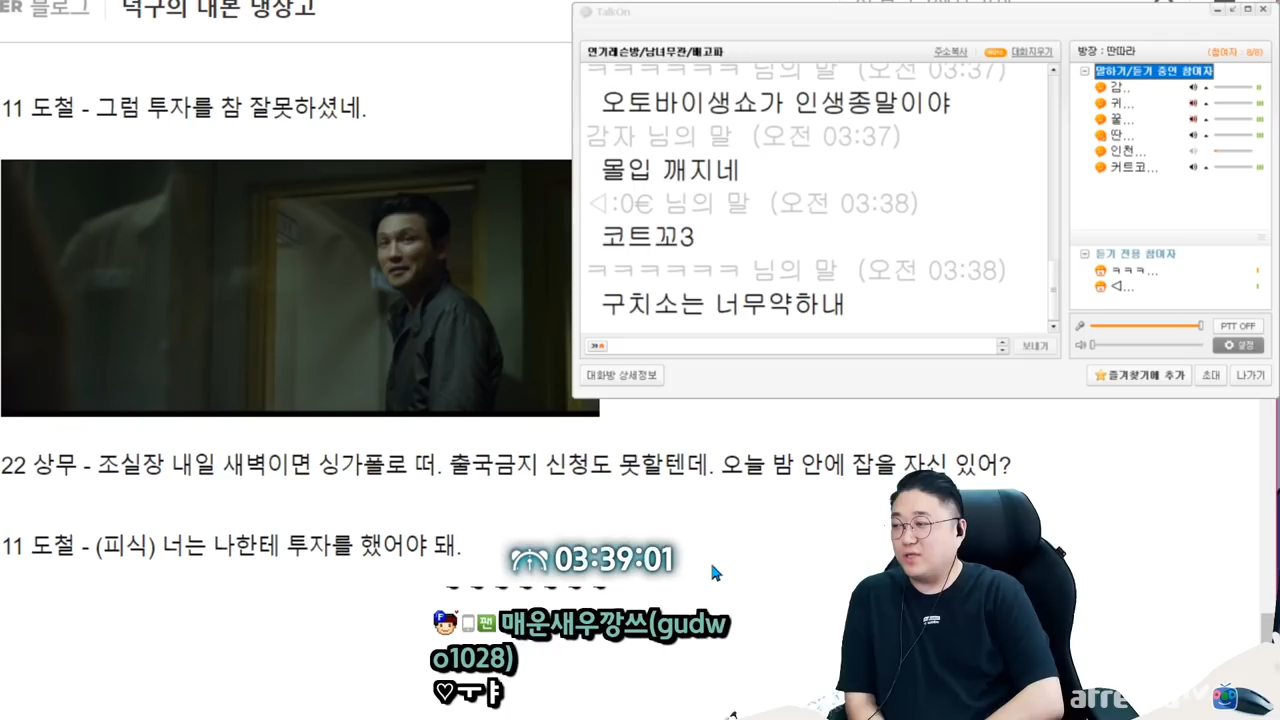 ER 블로그
덕구의 내폰 냉장고
11 도철 - 그럼 투자를 참 잘못하셨네.
22 상무 - 조실장 내일 새벽이면 싱가폴로 떠. 출국금지 신청도 못할텐데. 오늘 밤 안에 잡을 자신 있어?
11 도철 - (피식) 너는 나한테 투자를 했어야 돼.
TalkOn
연기레슨방/남녀무관/배고파
주소복사
대화지우기
ㅋㅋㅋㅋㅋㅋ 님의 말 (오전 03:37)
오토바이생쇼가 인생종말이야
감자 님의 말 (오전 03:37)
몰입 깨지네
◁:0€ 님의 말 (오전 03:38)
코트꼬3
ㅋㅋㅋㅋㅋㅋ 님의 말 (오전 03:38)
구치소는 너무약하내
보내기
대화방 상세정보
방장 : 딴따라
(참여자 : 8/8)
말하기/듣기 중인 참여자
감..
귀...
꿀...
딴...
인천...
커트코...
듣기 전용 참여자
ㅋㅋㅋ...
◁...
PTT OFF
설정
즐겨찾기에 추가
초대
나가기
03:39:01
팬 매운새우깡쓰(gudw
o1028)
♡ㅜㅑ